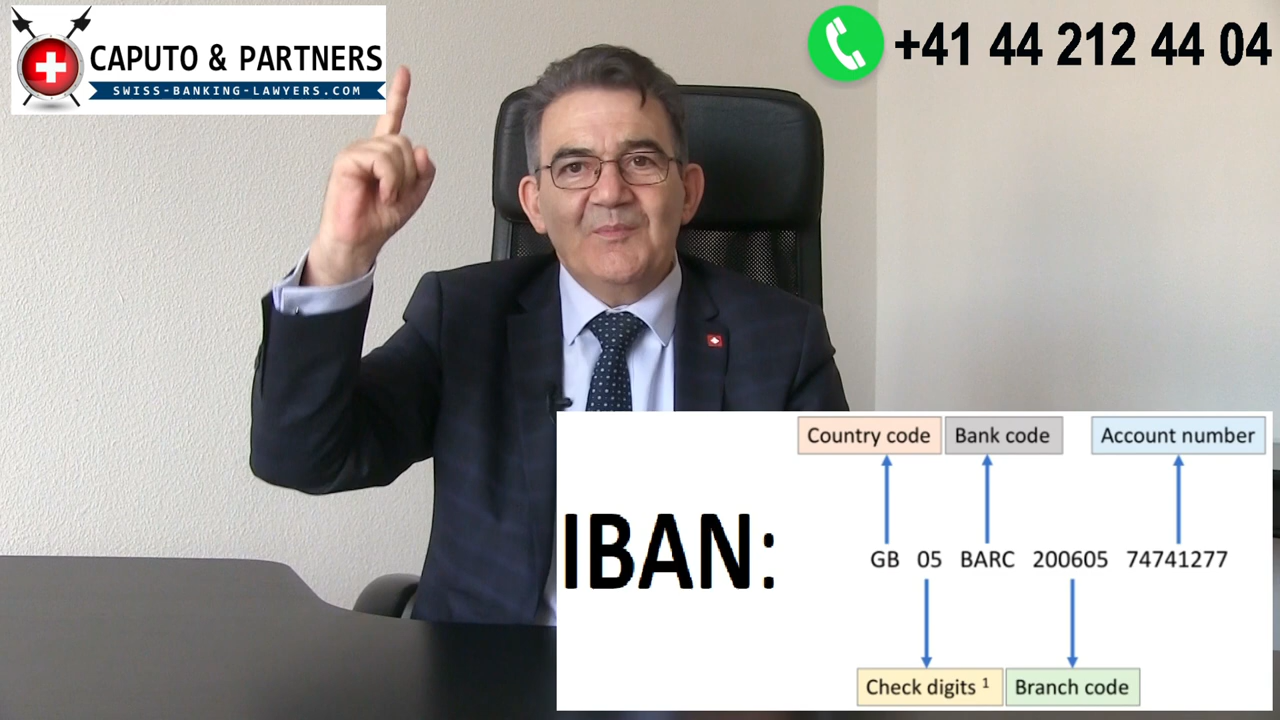 CAPUTO & PARTNERS
SWISS-BANKING-LAWYERS.COM
+41 44 212 44 04
Country code Bank code Account number
IBAN:
GB 05 BARC 200605 74741277
Check digits ¹ Branch code